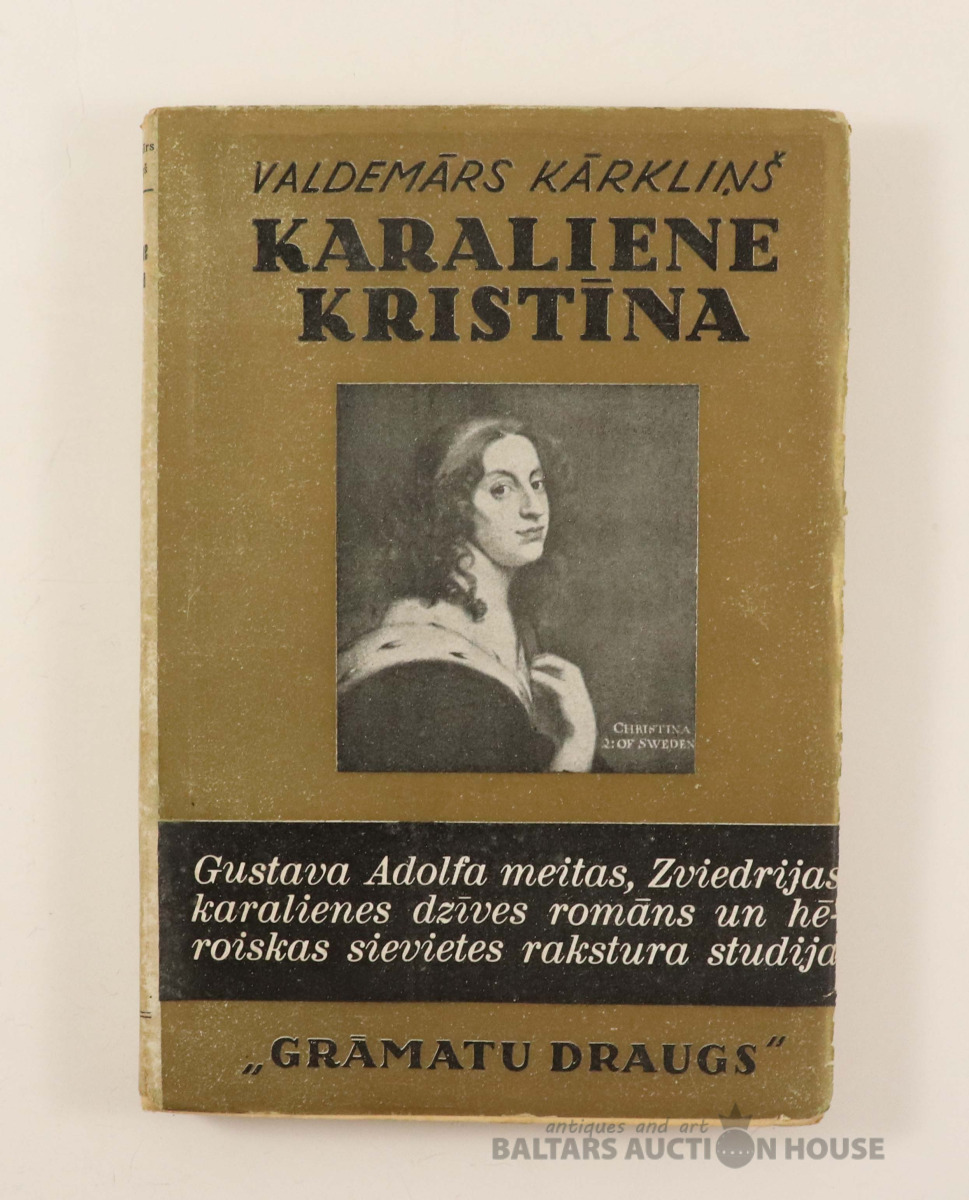 VALDEMĀRS KĀRKLIŅŠ
KARALIENE
KRISTĪNA
CHRISTINA
2: OF SWEDEN
Gustava Adolfa meitas, Zviedrijas
karalienes dzīves romāns un hē-
roiskas sievietes rakstura studija
„GRĀMATU DRAUGS"
antiques and art
BALTARS AUCTION HOUSE